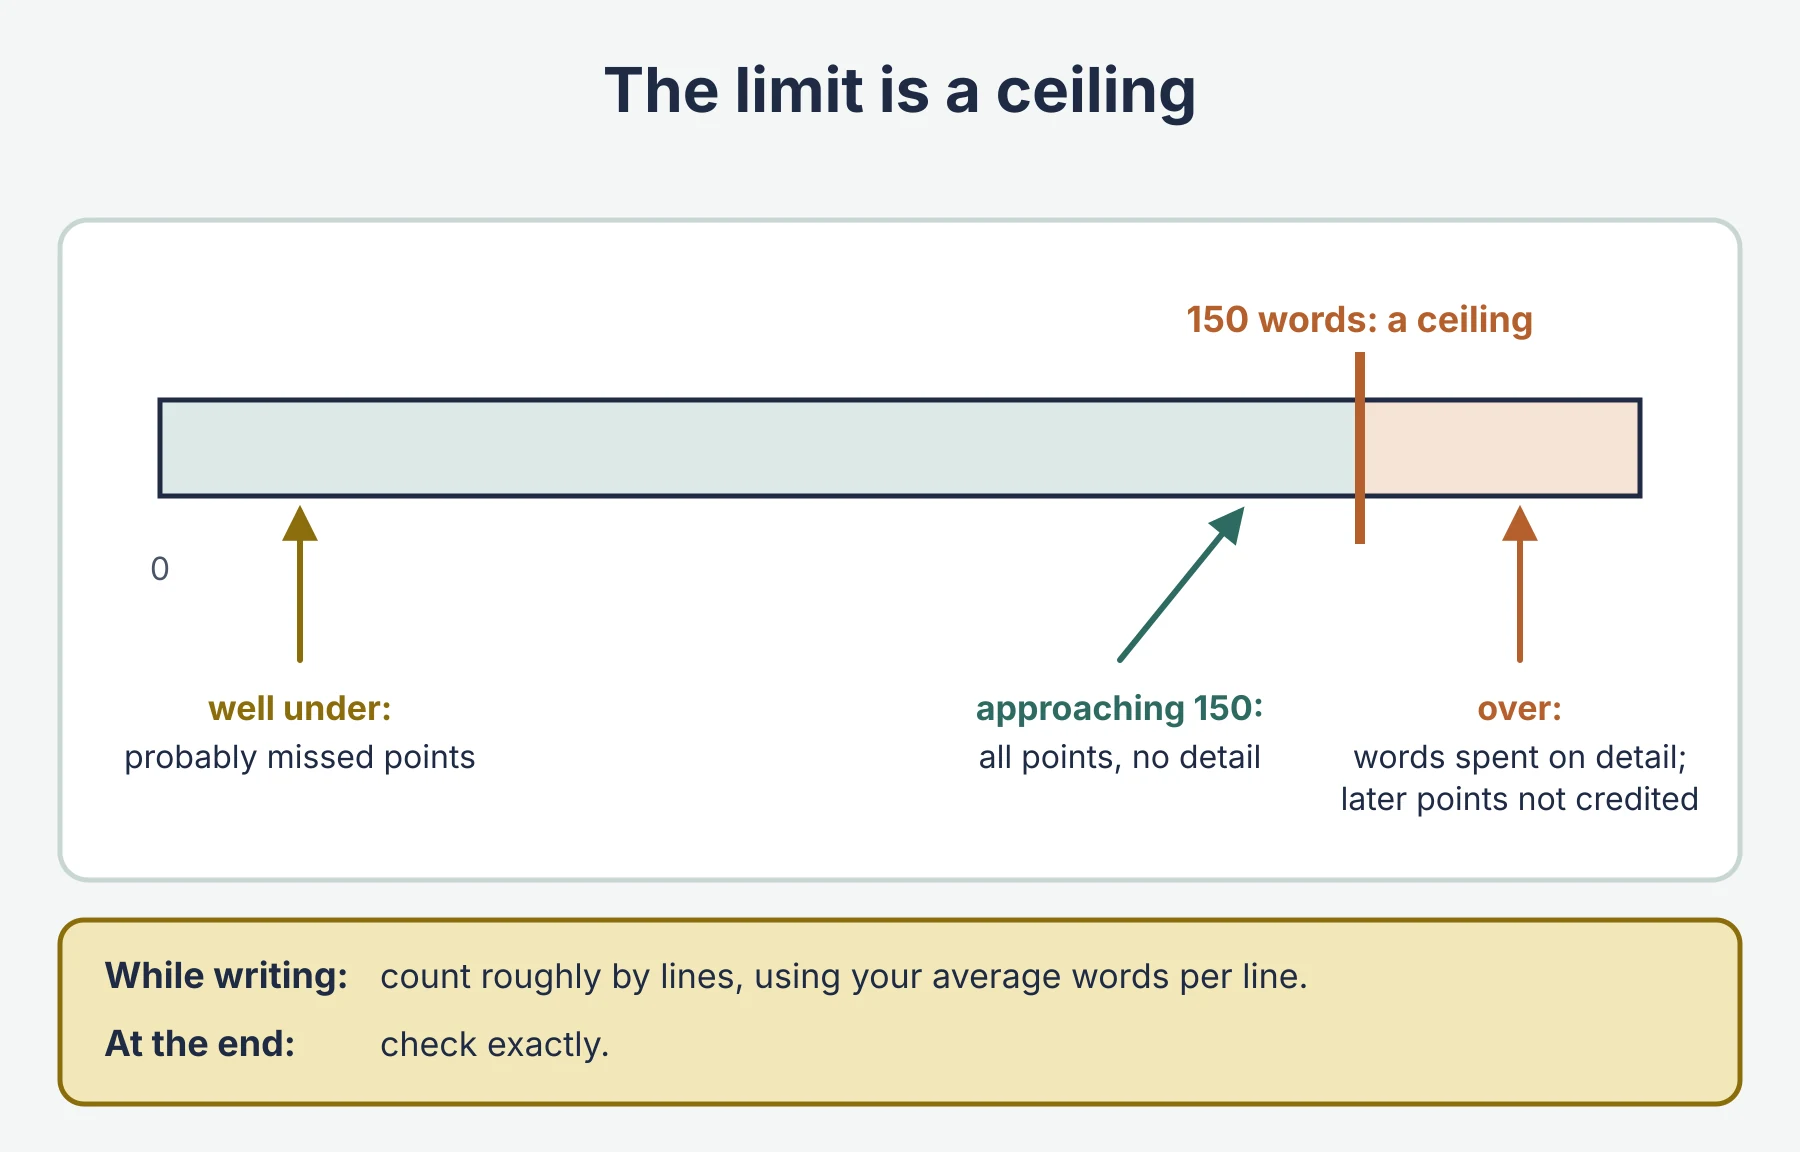 The limit is a ceiling
150 words: a ceiling
0
well under:
probably missed points
approaching 150:
all points, no detail
over:
words spent on detail;
later points not credited
While writing: count roughly by lines, using your average words per line.
At the end: check exactly.